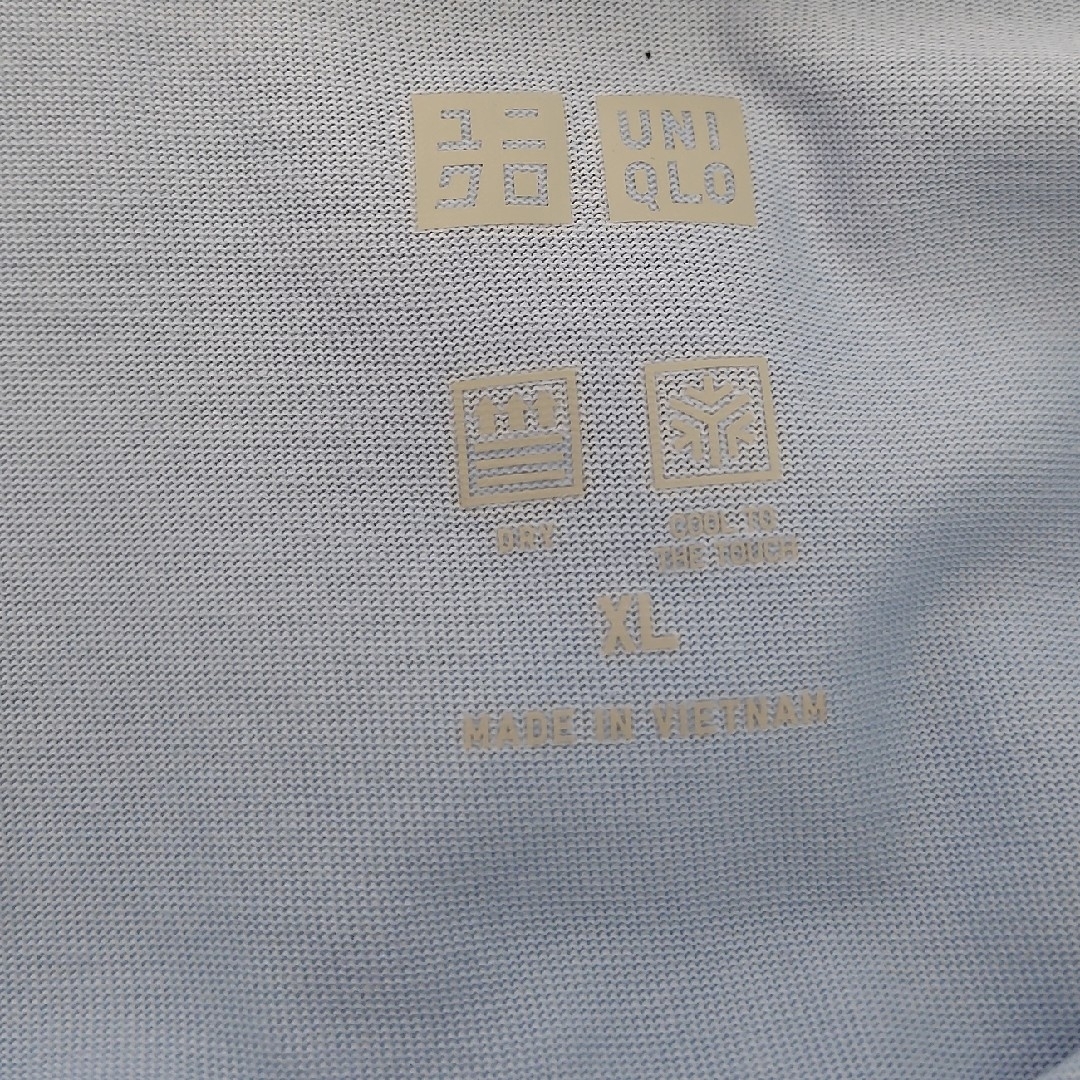 ユニ
クロ
UNI
QLO
DRY
COOL TO
THE TOUCH
XL
MADE IN VIETNAM